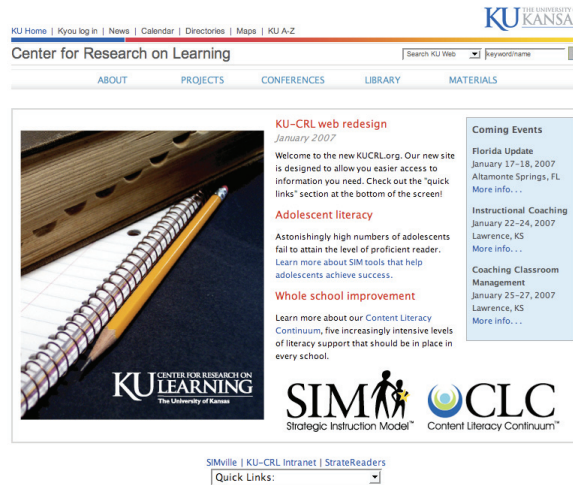 KU THE UNIVERSITY
KANSA
KU Home | Kyou log in | News | Calendar | Directories | Maps | KU A-Z
Center for Research on Learning
Search KU Web keyword/name
ABOUT PROJECTS CONFERENCES LIBRARY MATERIALS
KU-CRL web redesign
January 2007
Welcome to the new KUCRL.org. Our new site
is designed to allow you easier access to
information you need. Check out the "quick
links" section at the bottom of the screen!
Adolescent literacy
Astonishingly high numbers of adolescents
fail to attain the level of proficient reader.
Learn more about SIM tools that help
adolescents achieve success.
Whole school improvement
Learn more about our Content Literacy
Continuum, five increasingly intensive levels
of literacy support that should be in place in
every school.
Coming Events
Florida Update
January 17-18, 2007
Altamonte Springs, FL
More info...
Instructional Coaching
January 22-24, 2007
Lawrence, KS
More info...
Coaching Classroom
Management
January 25-27, 2007
Lawrence, KS
More info...
KU CENTER FOR RESEARCH ON
LEARNING
The University of Kansas
SIM
Strategic Instruction Model™
CLC
Content Literacy Continuum™
SIMville | KU-CRL Intranet | StrateReaders
Quick Links: